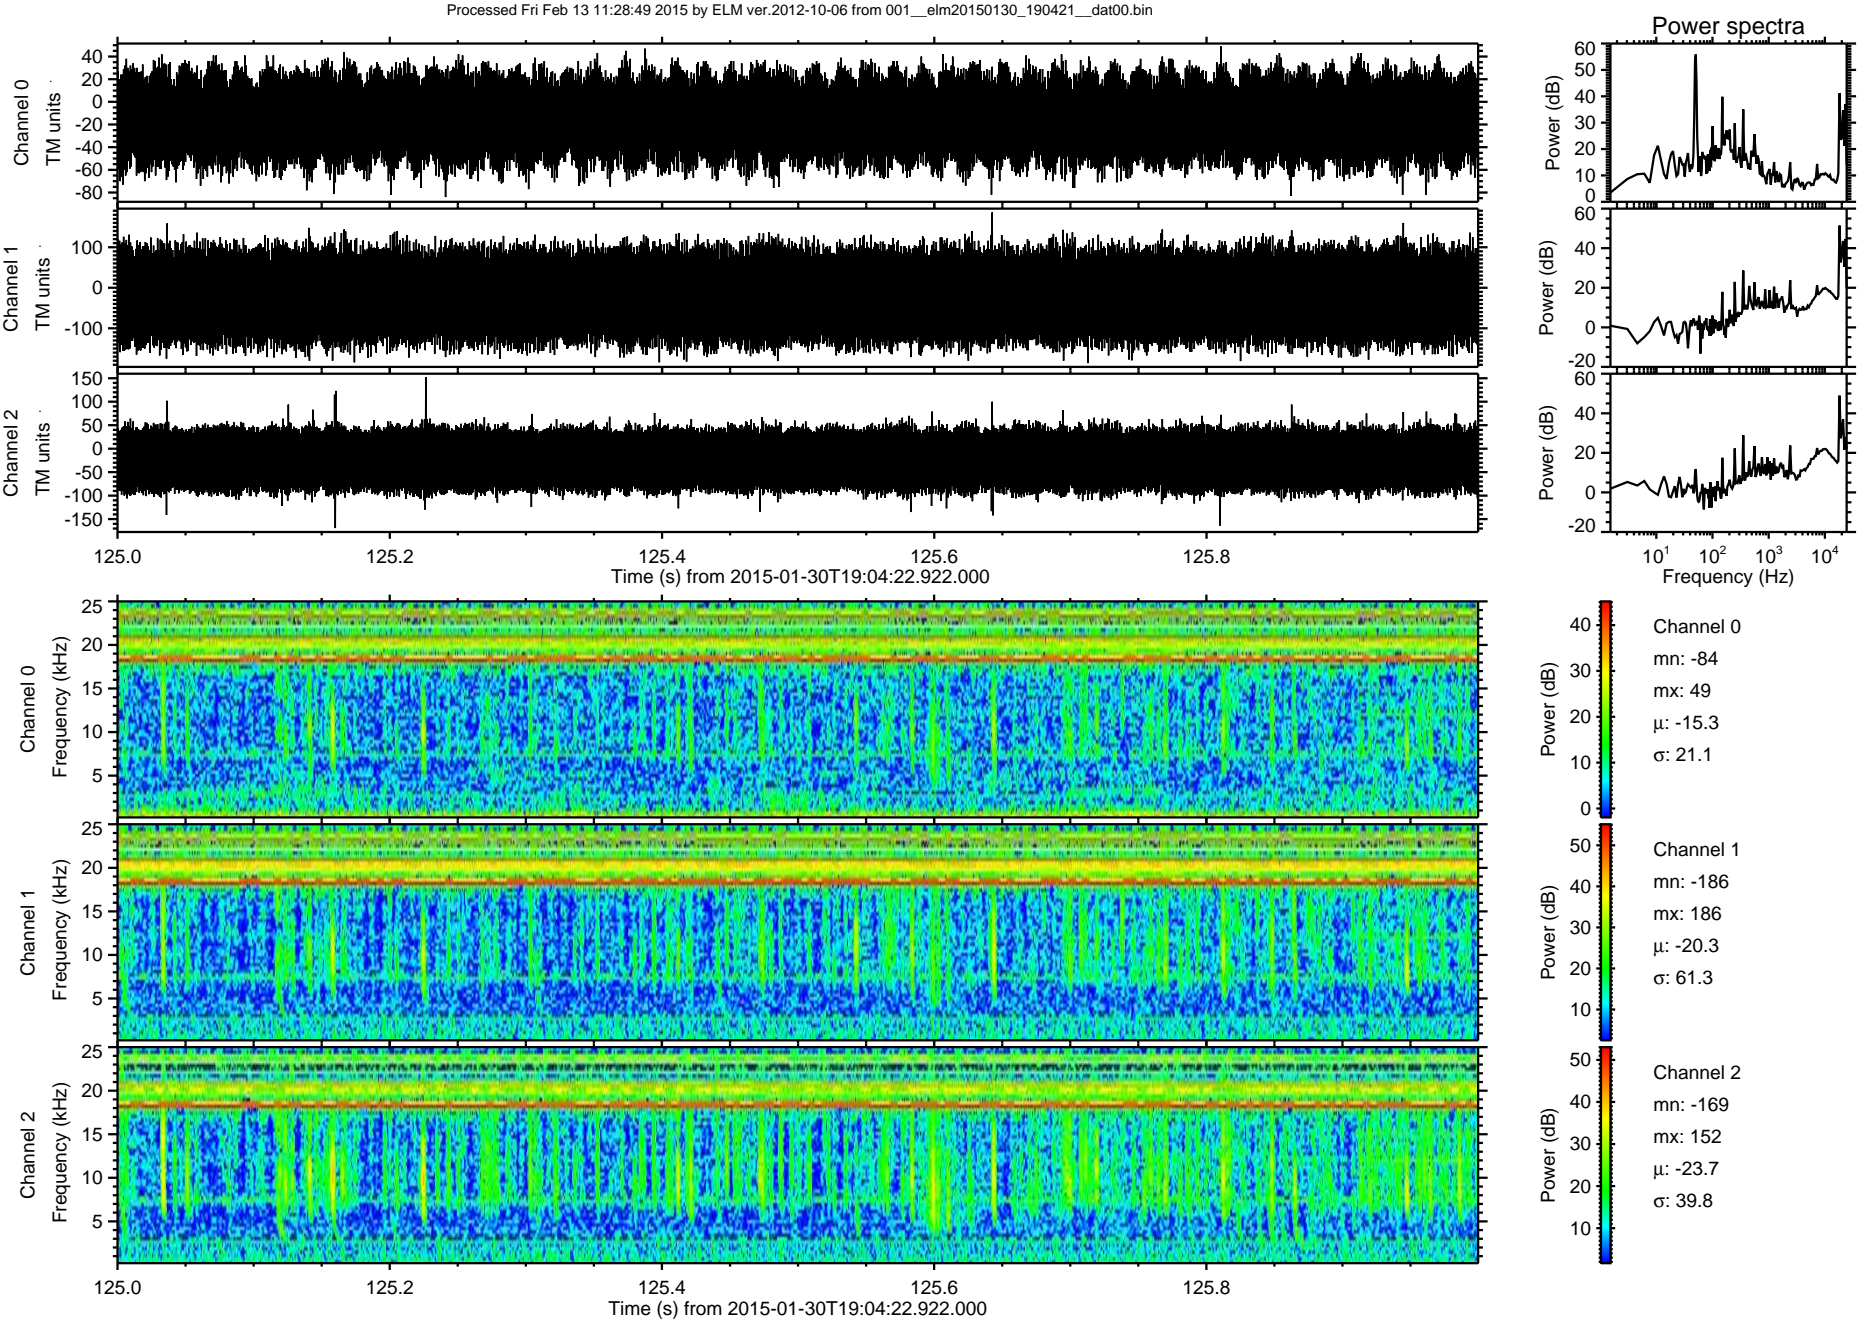 Processed Fri Feb 13 11:28:49 2015 by ELM ver.2012-10-06 from 001__elm20150130_190421__dat00.bin
Power spectra
Channel 0
TM units
40
20
0
-20
-40
-60
-80
Power (dB)
60
50
40
30
20
10
0
Channel 1
TM units
100
0
-100
Power (dB)
60
40
20
0
-20
Channel 2
TM units
150
100
50
0
-50
-100
-150
Power (dB)
60
40
20
0
-20
125.0 125.2 125.4 125.6 125.8
Time (s) from 2015-01-30T19:04:22.922.000
10¹ 10² 10³ 10⁴
Frequency (Hz)
Channel 0
Frequency (kHz)
25
20
15
10
5
Power (dB)
40
30
20
10
0
Channel 0
mn: -84
mx: 49
μ: -15.3
σ: 21.1
Channel 1
Frequency (kHz)
25
20
15
10
5
Power (dB)
50
40
30
20
10
Channel 1
mn: -186
mx: 186
μ: -20.3
σ: 61.3
Channel 2
Frequency (kHz)
25
20
15
10
5
Power (dB)
50
40
30
20
10
Channel 2
mn: -169
mx: 152
μ: -23.7
σ: 39.8
125.0 125.2 125.4 125.6 125.8
Time (s) from 2015-01-30T19:04:22.922.000